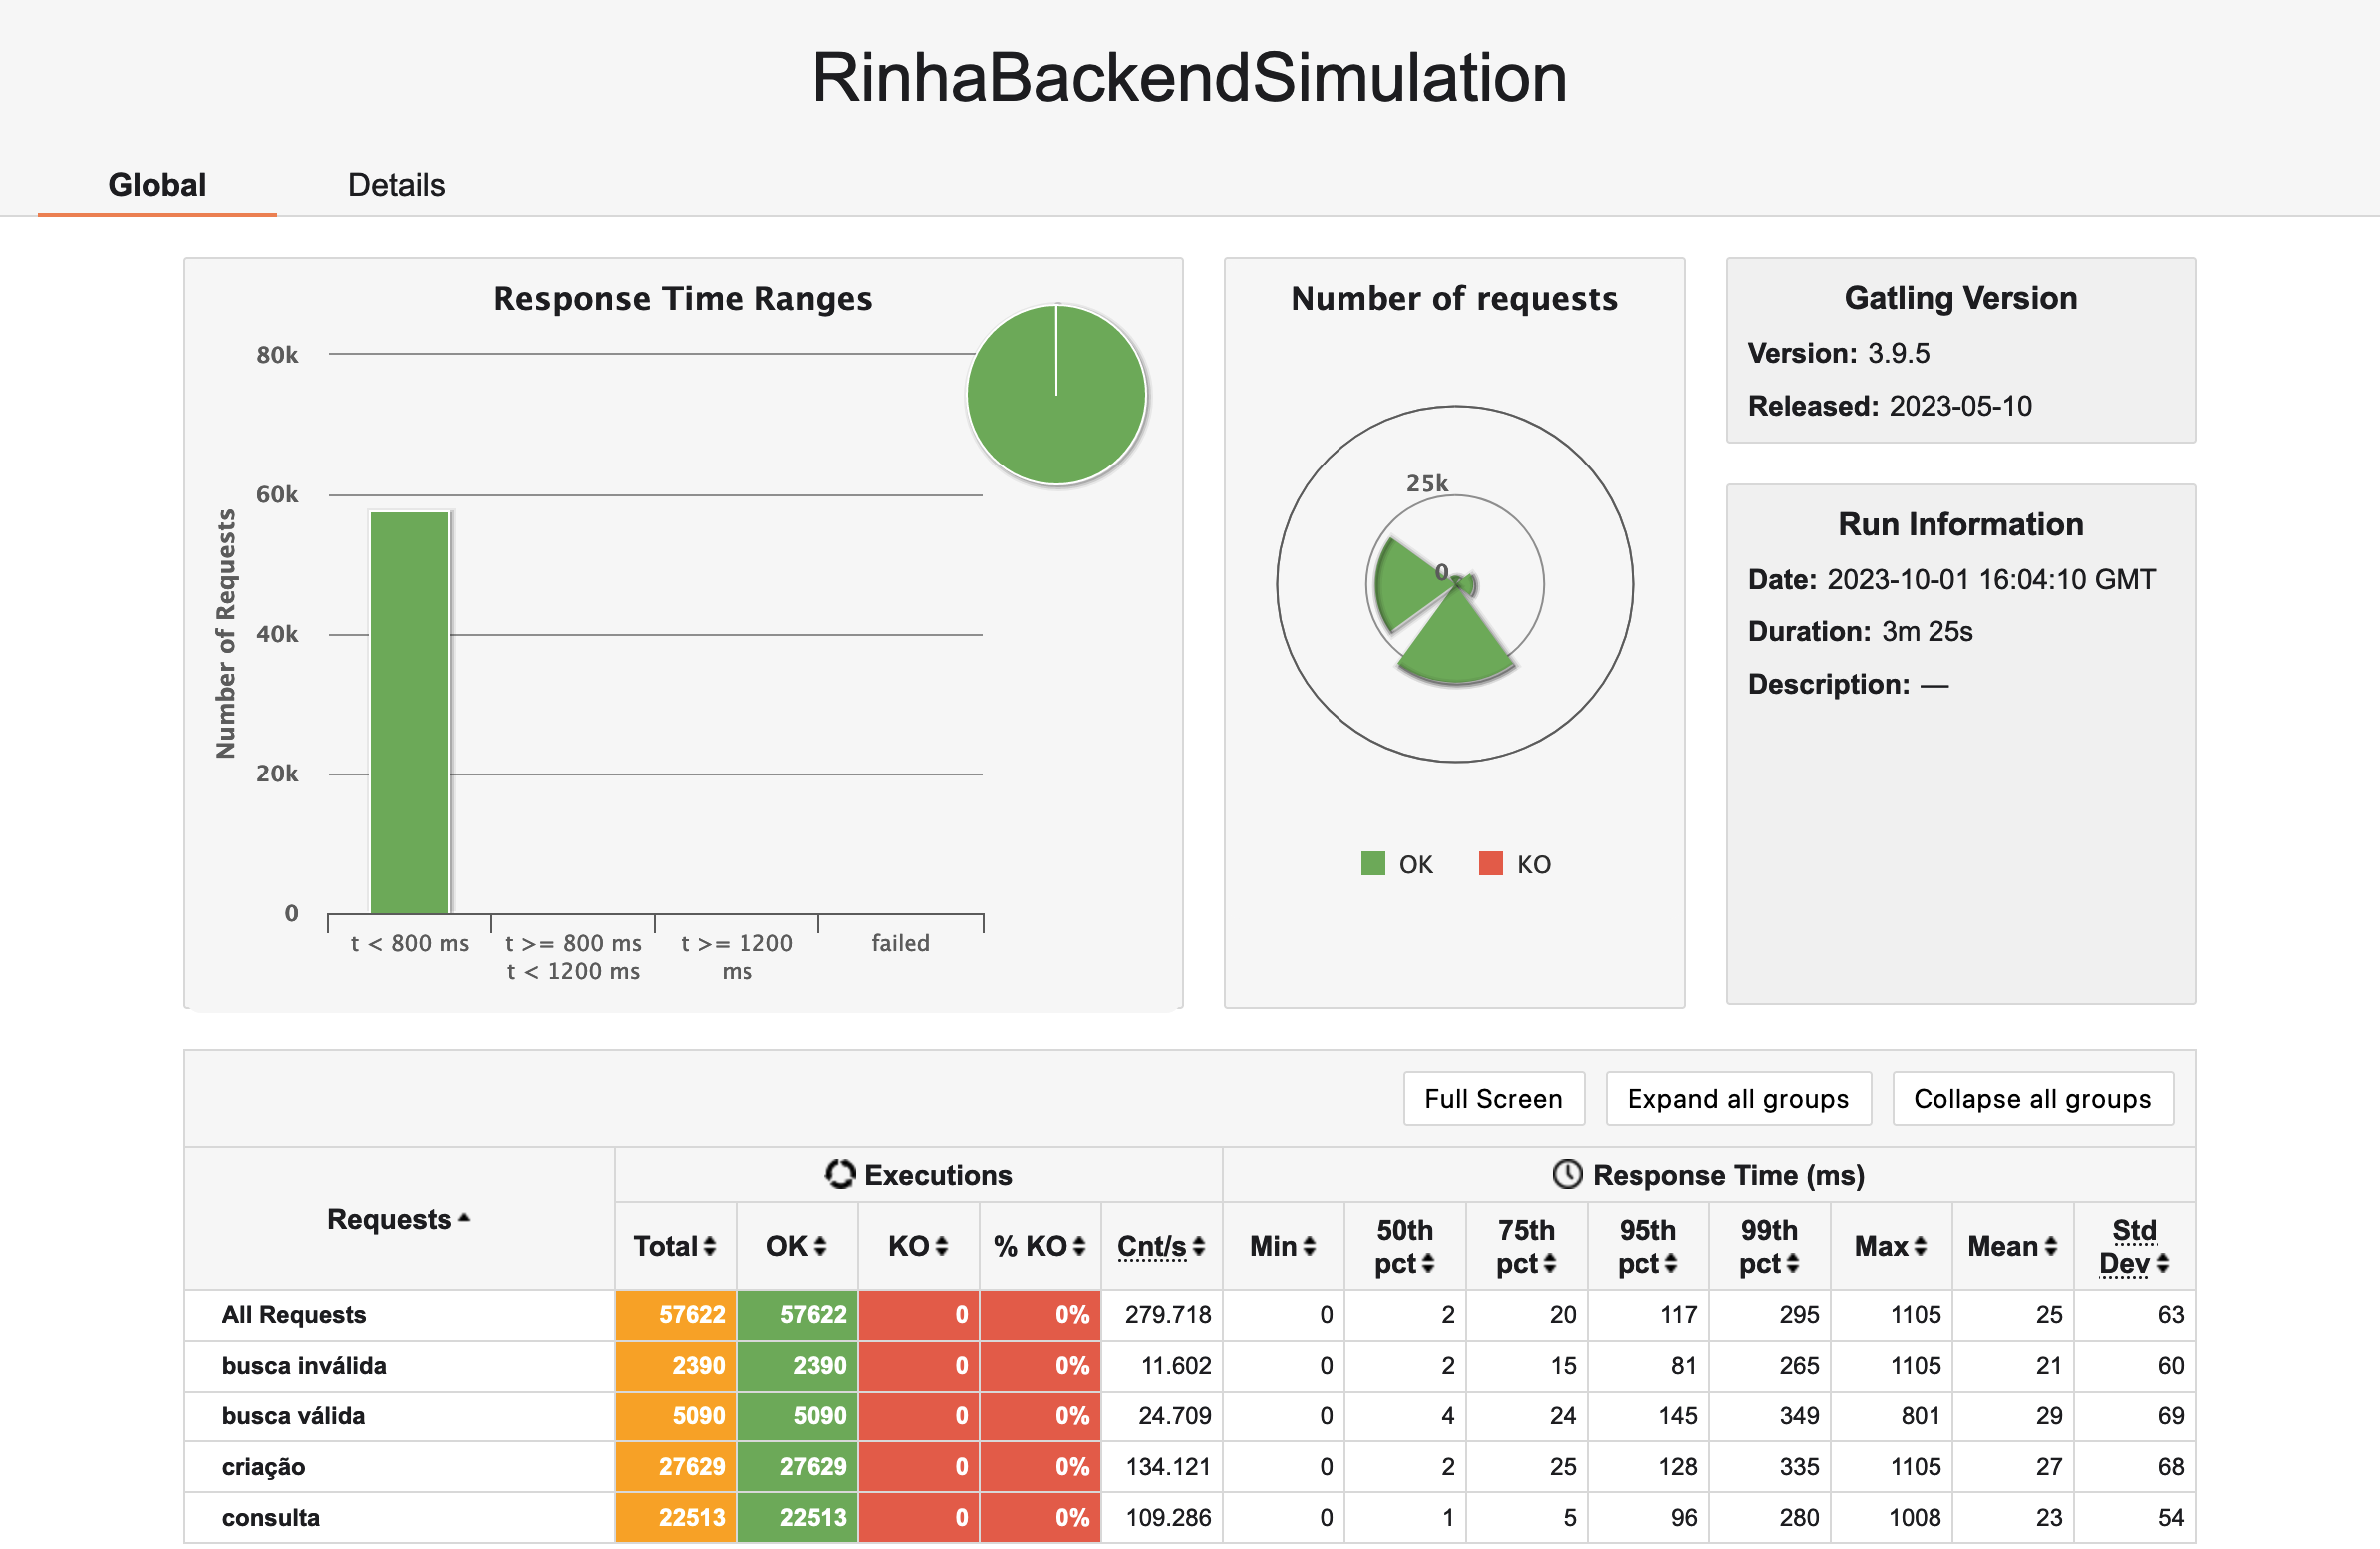 RinhaBackendSimulation
Global
Details
Response Time Ranges
80k
60k
40k
20k
0
Number of Requests
t < 800 ms
t >= 800 ms
t < 1200 ms
t >= 1200
ms
failed
Number of requests
25k
0
OK
KO
Gatling Version
Version: 3.9.5
Released: 2023-05-10
Run Information
Date: 2023-10-01 16:04:10 GMT
Duration: 3m 25s
Description: —
Full Screen
Expand all groups
Collapse all groups
Requests
Executions
Response Time (ms)
Total OK KO % KO Cnt/s Min 50th pct 75th pct 95th pct 99th pct Max Mean Std Dev
All Requests 57622 57622 0 0% 279.718 0 2 20 117 295 1105 25 63
busca inválida 2390 2390 0 0% 11.602 0 2 15 81 265 1105 21 60
busca válida 5090 5090 0 0% 24.709 0 4 24 145 349 801 29 69
criação 27629 27629 0 0% 134.121 0 2 25 128 335 1105 27 68
consulta 22513 22513 0 0% 109.286 0 1 5 96 280 1008 23 54